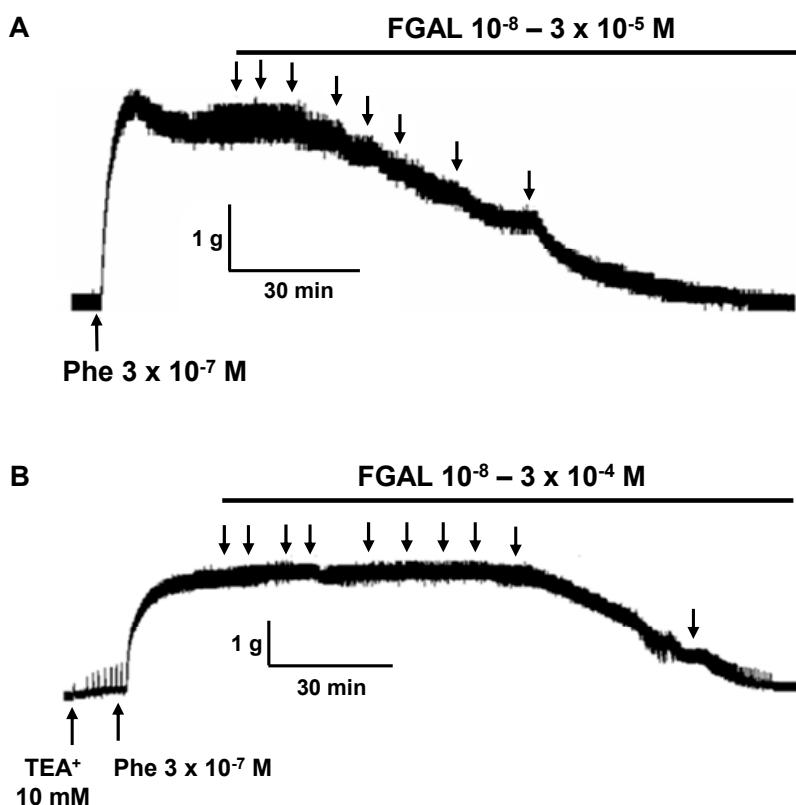 A
FGAL 10⁻⁸ – 3 x 10⁻⁵ M
1 g
30 min
Phe 3 x 10⁻⁷ M
B
FGAL 10⁻⁸ – 3 x 10⁻⁴ M
1 g
30 min
TEA⁺ Phe 3 x 10⁻⁷ M
10 mM